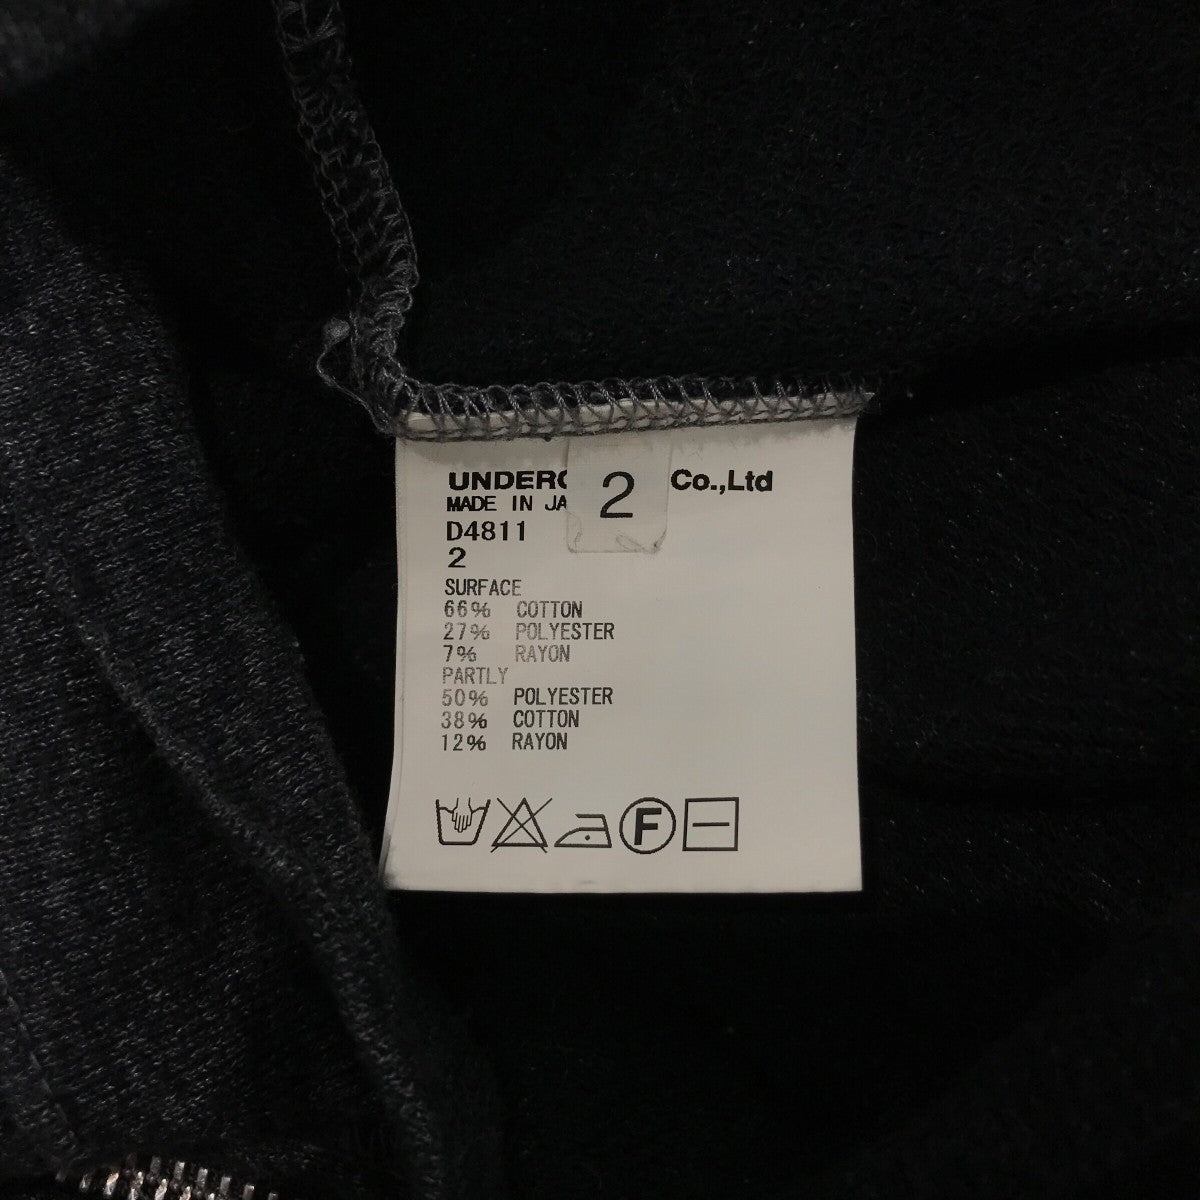 UNDERC Co.,Ltd
2
MADE IN JA
D4811
2
SURFACE
66% COTTON
27% POLYESTER
7% RAYON
PARTLY
50% POLYESTER
38% COTTON
12% RAYON
F